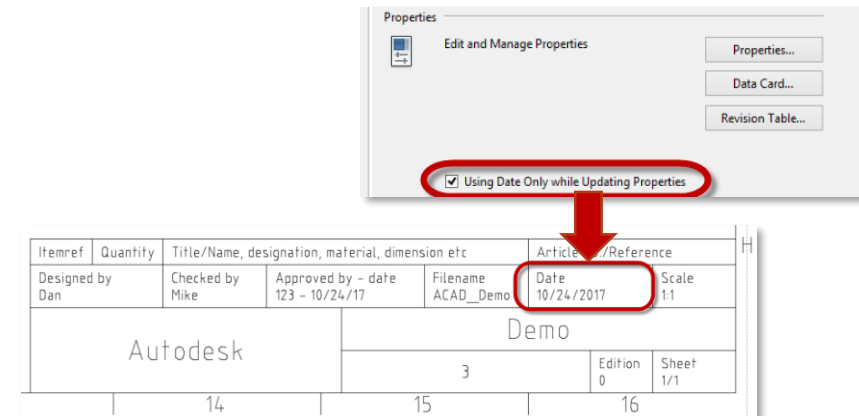 Properties
Edit and Manage Properties
Properties...
Data Card...
Revision Table...
Using Date Only while Updating Properties
Itemref Quantity Title/Name, designation, material, dimension etc Article /Reference
H
Designed by Checked by Approved by - date Filename Date Scale
Dan Mike 123 - 10/24/17 ACAD_Demo 10/24/2017 1:1
Autodesk
Demo
3
Edition Sheet
0 1/1
14 15 16